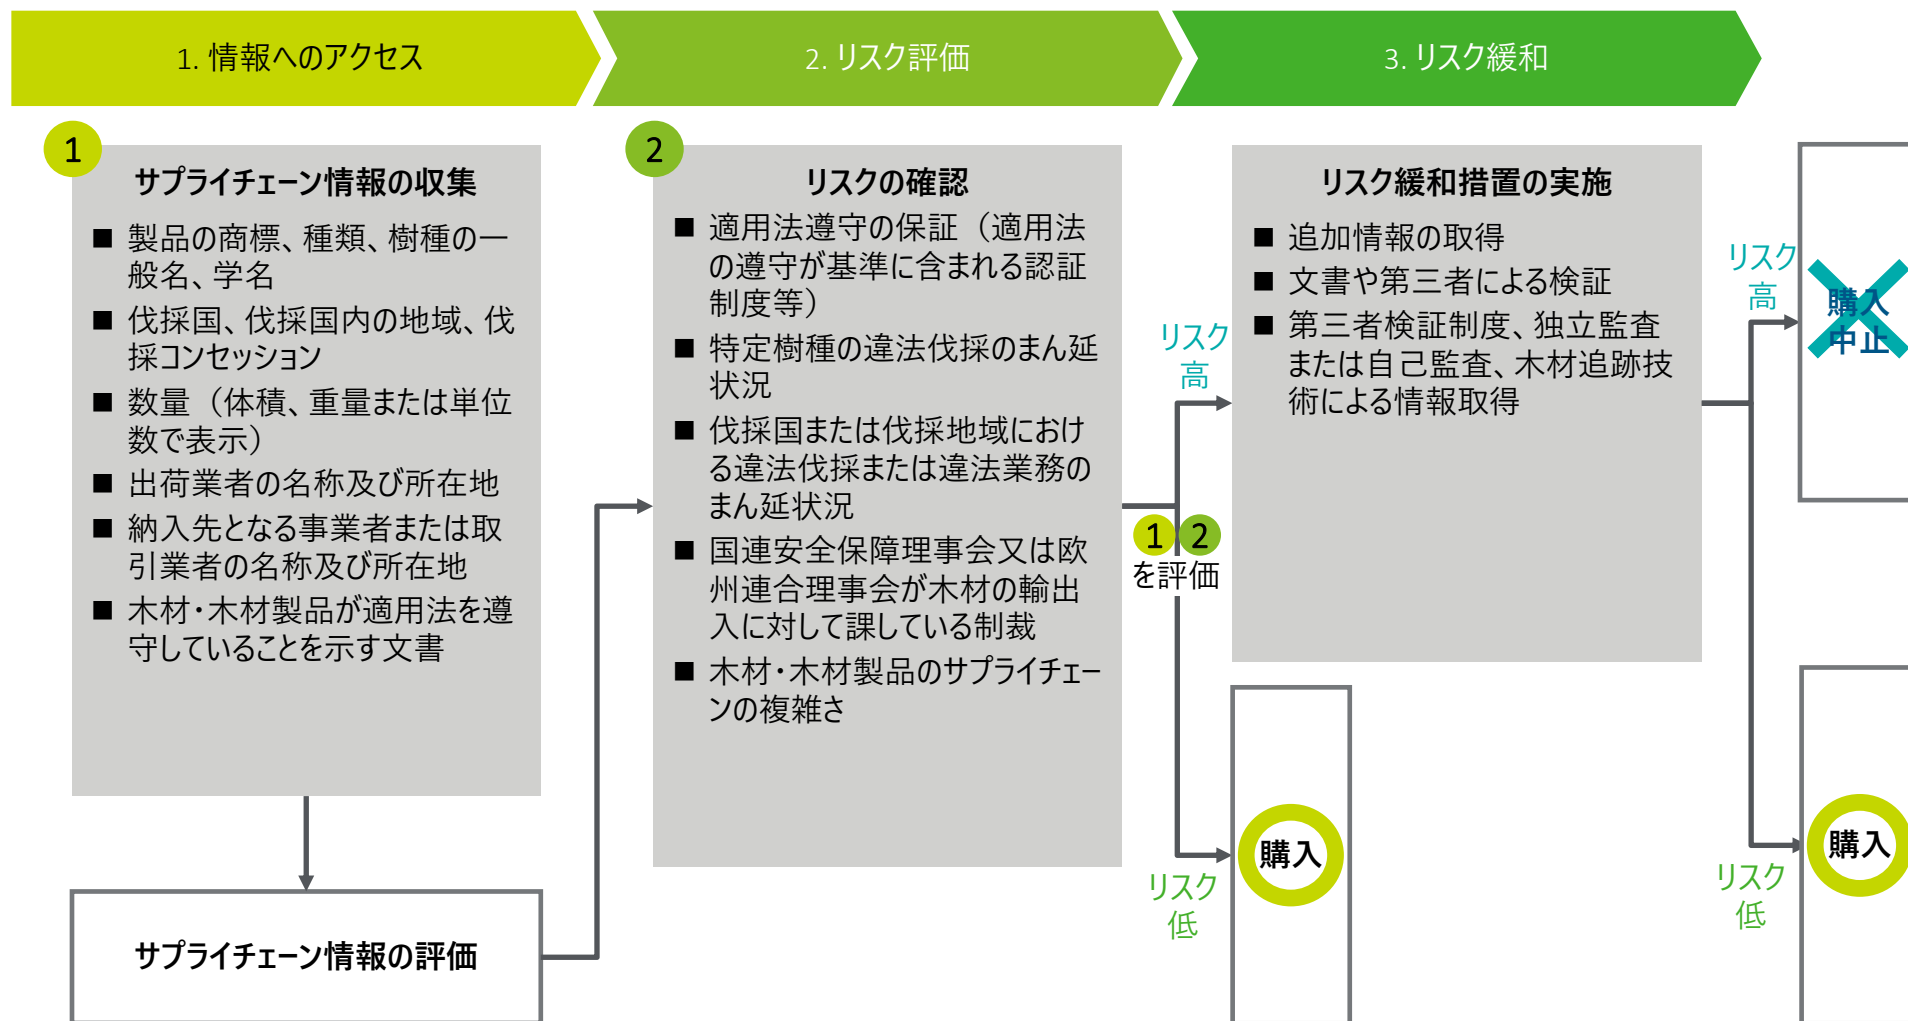 1. 情報へのアクセス
2. リスク評価
3. リスク緩和
1
サプライチェーン情報の収集
■ 製品の商標、種類、樹種の一
般名、学名
■ 伐採国、伐採国内の地域、伐
採コンセッション
■ 数量（体積、重量または単位
数で表示）
■ 出荷業者の名称及び所在地
■ 納入先となる事業者または取
引業者の名称及び所在地
■ 木材・木材製品が適用法を遵
守していることを示す文書
サプライチェーン情報の評価
2
リスクの確認
■ 適用法遵守の保証（適用法
の遵守が基準に含まれる認証
制度等）
■ 特定樹種の違法伐採のまん延
状況
■ 伐採国または伐採地域におけ
る違法伐採または違法業務の
まん延状況
■ 国連安全保障理事会又は欧
州連合理事会が木材の輸出
入に対して課している制裁
■ 木材・木材製品のサプライチェー
ンの複雑さ
リスク
高
1 2
を評価
リスク
低
リスク緩和措置の実施
■ 追加情報の取得
■ 文書や第三者による検証
■ 第三者検証制度、独立監査
または自己監査、木材追跡技
術による情報取得
購入
リスク
高
購入
中止
リスク
低
購入